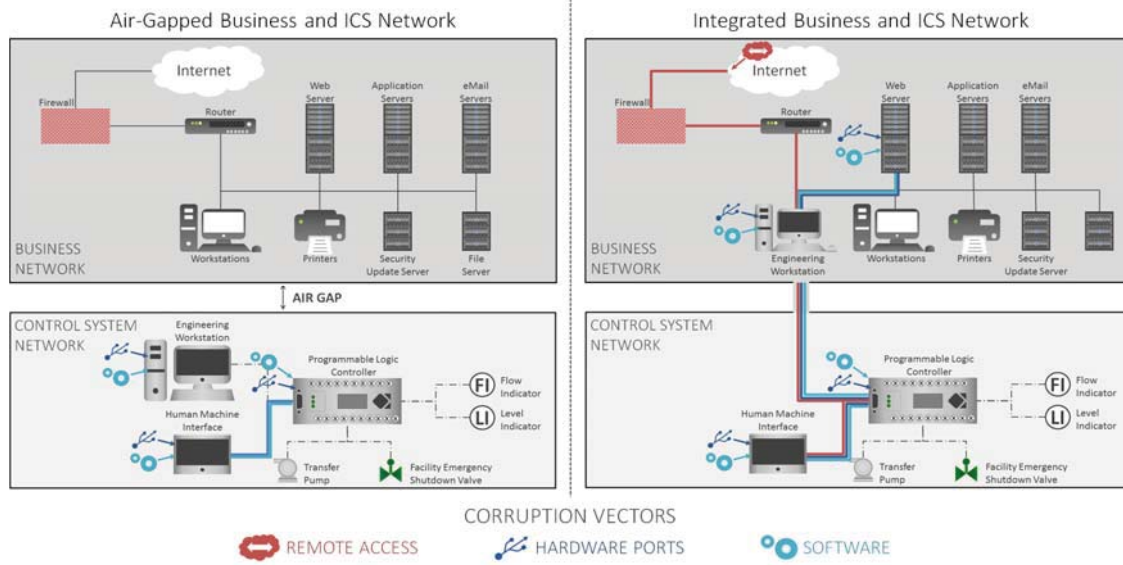 Air-Gapped Business and ICS Network
Internet
Firewall
Router
Web
Server
Application
Servers
eMail
Servers
Workstations
Printers
Security
Update Server
File
Server
BUSINESS
NETWORK
AIR GAP
CONTROL SYSTEM
NETWORK
Engineering
Workstation
Programmable Logic
Controller
Human Machine
Interface
FI
Flow
Indicator
LI
Level
Indicator
Transfer
Pump
Facility Emergency
Shutdown Valve
Integrated Business and ICS Network
Internet
Firewall
Router
Web
Server
Application
Servers
eMail
Servers
Engineering
Workstation
Workstations
Printers
Security
Update Server
BUSINESS
NETWORK
CONTROL SYSTEM
NETWORK
Programmable Logic
Controller
Human Machine
Interface
FI
Flow
Indicator
LI
Level
Indicator
Transfer
Pump
Facility Emergency
Shutdown Valve
CORRUPTION VECTORS
REMOTE ACCESS
HARDWARE PORTS
SOFTWARE